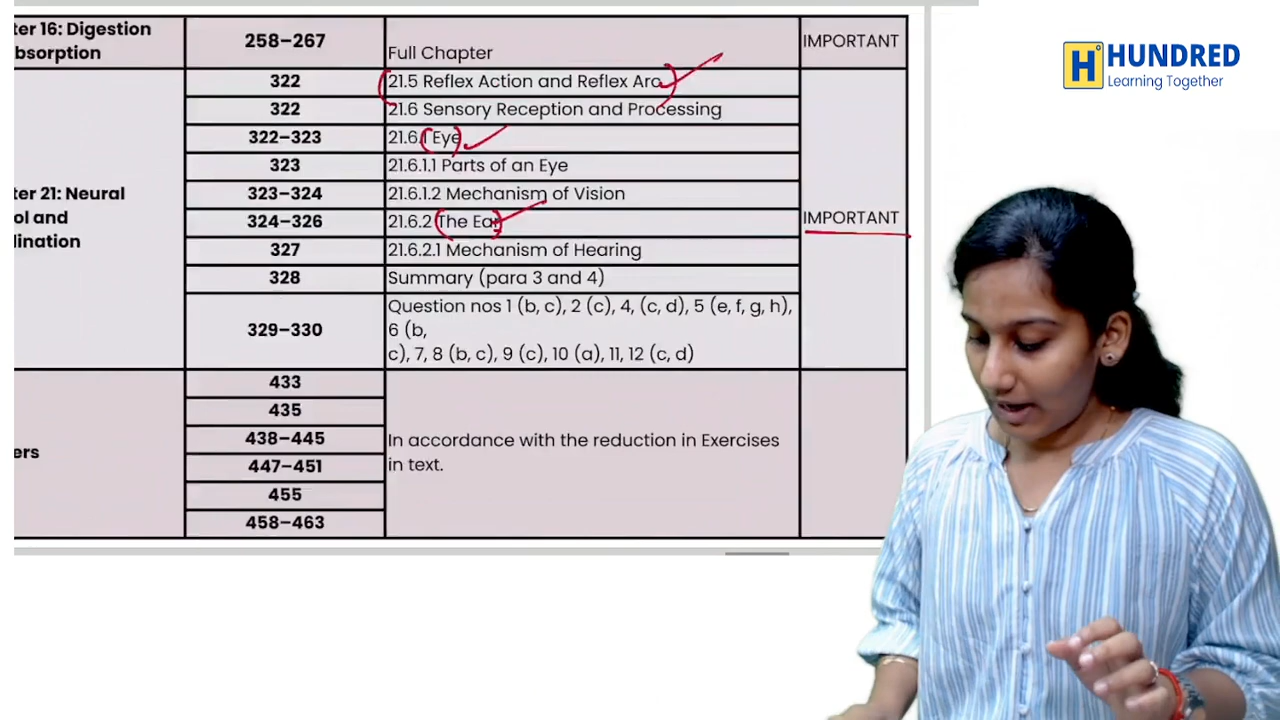 ter 16: Digestion
bsorption
258–267
Full Chapter
IMPORTANT
322
21.5 Reflex Action and Reflex Arc
322
21.6 Sensory Reception and Processing
322–323
21.6.1 Eye
323
21.6.1.1 Parts of an Eye
ter 21: Neural
ol and
lination
323–324
21.6.1.2 Mechanism of Vision
324–326
21.6.2 The Ear
IMPORTANT
327
21.6.2.1 Mechanism of Hearing
328
Summary (para 3 and 4)
329–330
Question nos 1 (b, c), 2 (c), 4, (c, d), 5 (e, f, g, h),
6 (b,
c), 7, 8 (b, c), 9 (c), 10 (a), 11, 12 (c, d)
ers
433
435
438–445
447–451
455
458–463
In accordance with the reduction in Exercises
in text.
H
HUNDRED
Learning Together